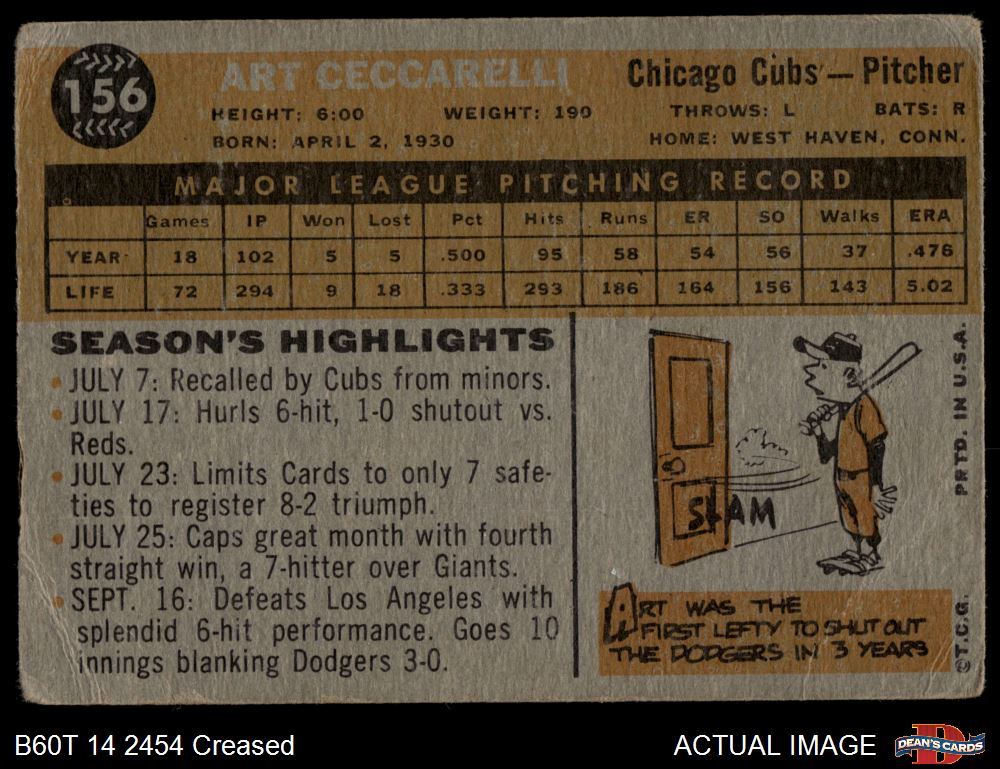 156
ART CECCARELLI
Chicago Cubs — Pitcher
HEIGHT: 6:00 WEIGHT: 190 THROWS: L BATS: R
BORN: APRIL 2, 1930 HOME: WEST HAVEN, CONN.
MAJOR LEAGUE PITCHING RECORD
Games IP Won Lost Pct Hits Runs ER SO Walks ERA
YEAR 18 102 5 5 .500 95 58 54 56 37 .476
LIFE 72 294 9 18 .333 293 186 164 156 143 5.02
SEASON'S HIGHLIGHTS
• JULY 7: Recalled by Cubs from minors.
• JULY 17: Hurls 6-hit, 1-0 shutout vs.
Reds.
• JULY 23: Limits Cards to only 7 safe-
ties to register 8-2 triumph.
• JULY 25: Caps great month with fourth
straight win, a 7-hitter over Giants.
• SEPT. 16: Defeats Los Angeles with
splendid 6-hit performance. Goes 10
innings blanking Dodgers 3-0.
SLAM
ART WAS THE
FIRST LEFTY TO SHUT OUT
THE DODGERS IN 3 YEARS
©T.C.G. PRTD. IN U.S.A.
B60T 14 2454 Creased
ACTUAL IMAGE
D
DEAN'S CARDS